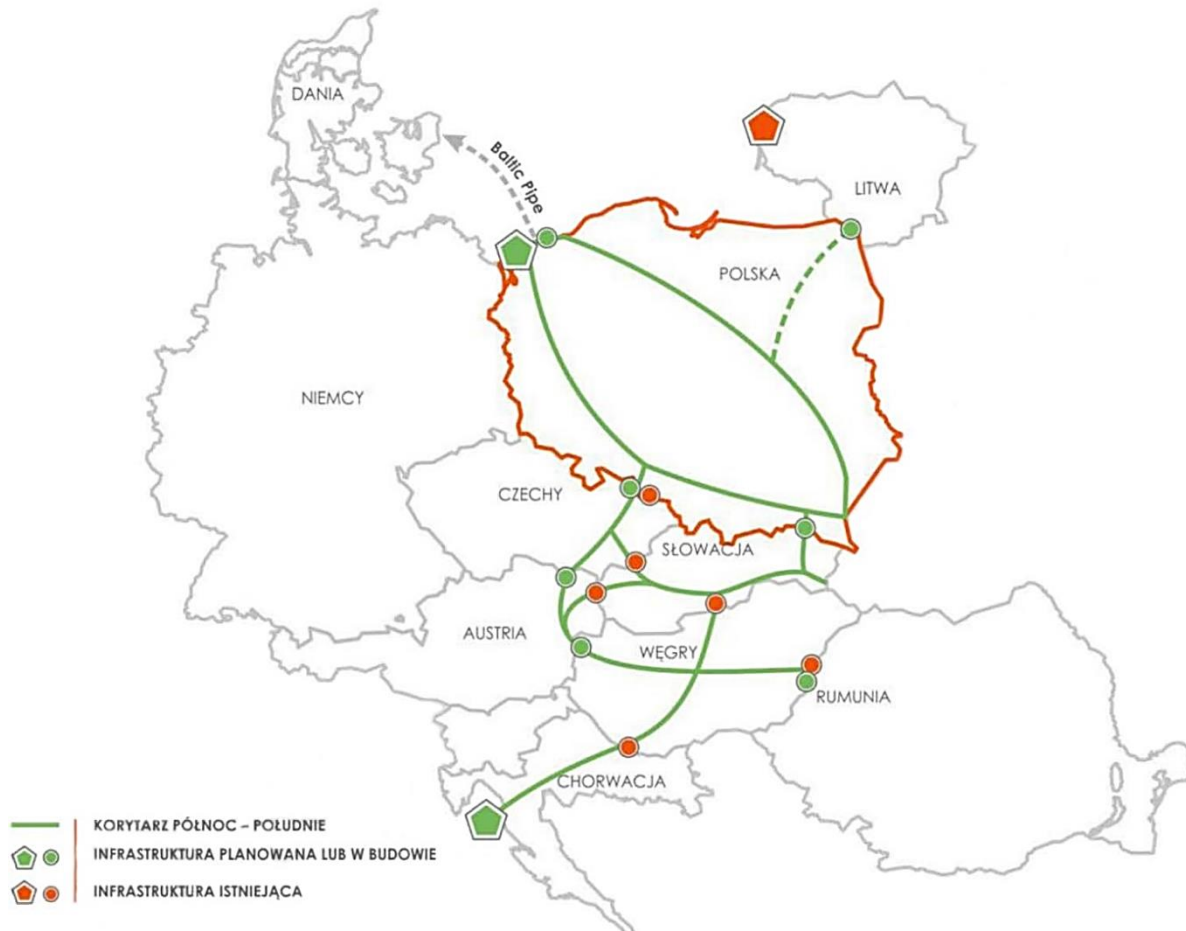 DANIA
Baltic Pipe
LITWA
POLSKA
NIEMCY
CZECHY
SŁOWACJA
AUSTRIA
WĘGRY
RUMUNIA
CHORWACJA
KORYTARZ PÓŁNOC – POŁUDNIE
INFRASTRUKTURA PLANOWANA LUB W BUDOWIE
INFRASTRUKTURA ISTNIEJĄCA